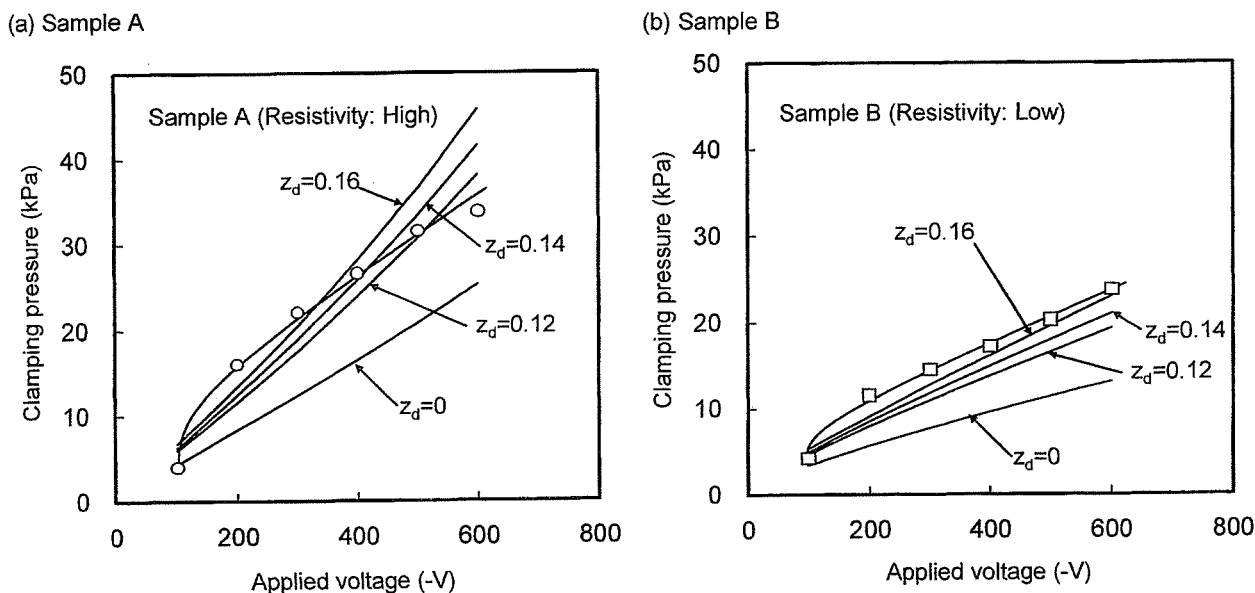 (a) Sample A
50
40
30
20
10
0
Clamping pressure (kPa)
Sample A (Resistivity: High)
z_d=0.16
z_d=0.14
z_d=0.12
z_d=0
0 200 400 600 800
Applied voltage (-V)
(b) Sample B
50
40
30
20
10
0
Clamping pressure (kPa)
Sample B (Resistivity: Low)
z_d=0.16
z_d=0.14
z_d=0.12
z_d=0
0 200 400 600 800
Applied voltage (-V)